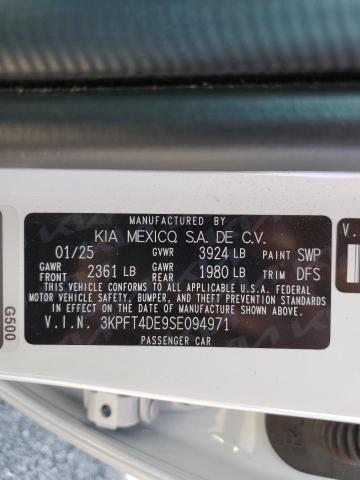 MANUFACTURED BY
KIA MEXICO, S.A. DE C.V.
01/25 GVWR 3924 LB PAINT SWP
GAWR FRONT 2361 LB GAWR REAR 1980 LB TRIM DFS
THIS VEHICLE CONFORMS TO ALL APPLICABLE U.S.A. FEDERAL
MOTOR VEHICLE SAFETY, BUMPER, AND THEFT PREVENTION STANDARDS
IN EFFECT ON THE DATE OF MANUFACTURE SHOWN ABOVE.
V.I.N. 3KPFT4DE9SE094971
PASSENGER CAR
G500
V.
R